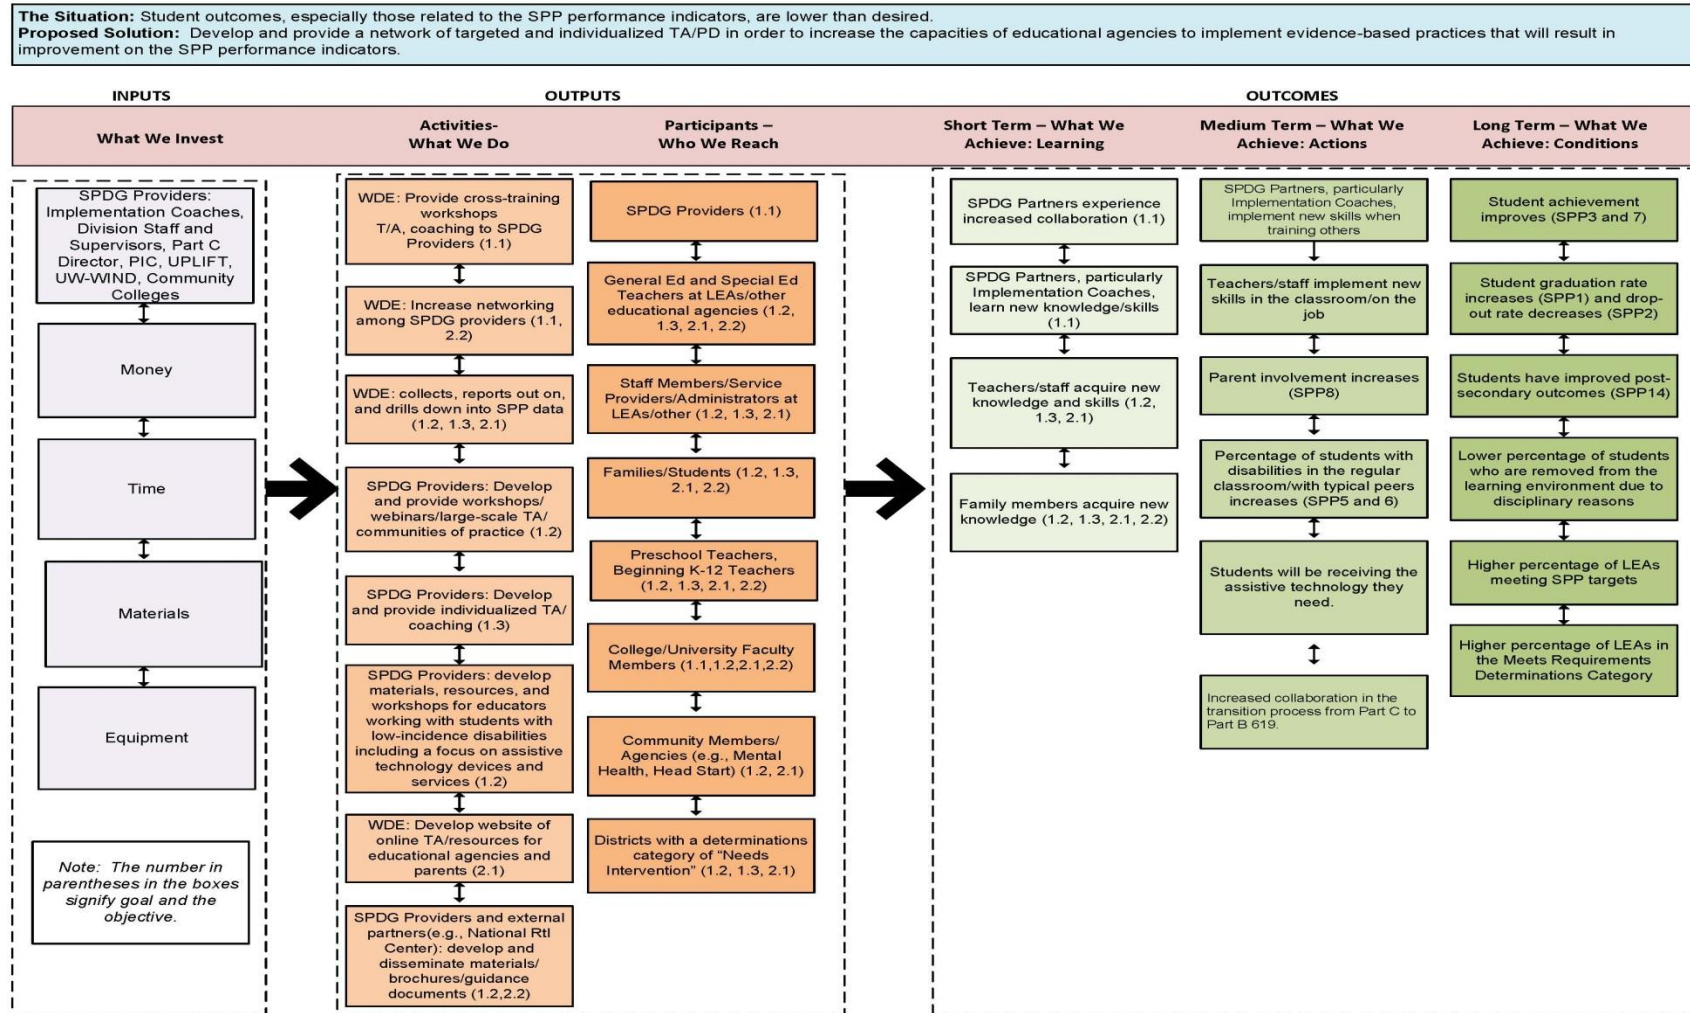 The Situation: Student outcomes, especially those related to the SPP performance indicators, are lower than desired.
Proposed Solution: Develop and provide a network of targeted and individualized TA/PD in order to increase the capacities of educational agencies to implement evidence-based practices that will result in
improvement on the SPP performance indicators.
INPUTS
OUTPUTS
OUTCOMES
What We Invest
Activities-
What We Do
Participants –
Who We Reach
Short Term – What We
Achieve: Learning
Medium Term – What We
Achieve: Actions
Long Term – What We
Achieve: Conditions
SPDG Providers:
Implementation Coaches,
Division Staff and
Supervisors, Part C
Director, PIC, UPLIFT,
UW-WIND, Community
Colleges
Money
Time
Materials
Equipment
Note: The number in
parentheses in the boxes
signify goal and the
objective.
WDE: Provide cross-training
workshops
T/A, coaching to SPDG
Providers (1.1)
WDE: Increase networking
among SPDG providers (1.1,
2.2)
WDE: collects, reports out on,
and drills down into SPP data
(1.2, 1.3, 2.1)
SPDG Providers: Develop
and provide workshops/
webinars/large-scale TA/
communities of practice (1.2)
SPDG Providers: Develop
and provide individualized TA/
coaching (1.3)
SPDG Providers: develop
materials, resources, and
workshops for educators
working with students with
low-incidence disabilities
including a focus on assistive
technology devices and
services (1.2)
WDE: Develop website of
online TA/resources for
educational agencies and
parents (2.1)
SPDG Providers and external
partners(e.g., National RtI
Center): develop and
disseminate materials/
brochures/guidance
documents (1.2,2.2)
SPDG Providers (1.1)
General Ed and Special Ed
Teachers at LEAs/other
educational agencies (1.2,
1.3, 2.1, 2.2)
Staff Members/Service
Providers/Administrators at
LEAs/other (1.2, 1.3, 2.1)
Families/Students (1.2, 1.3,
2.1, 2.2)
Preschool Teachers,
Beginning K-12 Teachers
(1.2, 1.3, 2.1, 2.2)
College/University Faculty
Members (1.1,1.2,2.1,2.2)
Community Members/
Agencies (e.g., Mental
Health, Head Start) (1.2, 2.1)
Districts with a determinations
category of “Needs
Intervention” (1.2, 1.3, 2.1)
SPDG Partners experience
increased collaboration (1.1)
SPDG Partners, particularly
Implementation Coaches,
learn new knowledge/skills
(1.1)
Teachers/staff acquire new
knowledge and skills (1.2,
1.3, 2.1)
Family members acquire new
knowledge (1.2, 1.3, 2.1, 2.2)
SPDG Partners, particularly
Implementation Coaches,
implement new skills when
training others
Teachers/staff implement new
skills in the classroom/on the
job
Parent involvement increases
(SPP8)
Percentage of students with
disabilities in the regular
classroom/with typical peers
increases (SPP5 and 6)
Students will be receiving the
assistive technology they
need.
Increased collaboration in the
transition process from Part C to
Part B 619.
Student achievement
improves (SPP3 and 7)
Student graduation rate
increases (SPP1) and drop-
out rate decreases (SPP2)
Students have improved post-
secondary outcomes (SPP14)
Lower percentage of students
who are removed from the
learning environment due to
disciplinary reasons
Higher percentage of LEAs
meeting SPP targets
Higher percentage of LEAs in
the Meets Requirements
Determinations Category